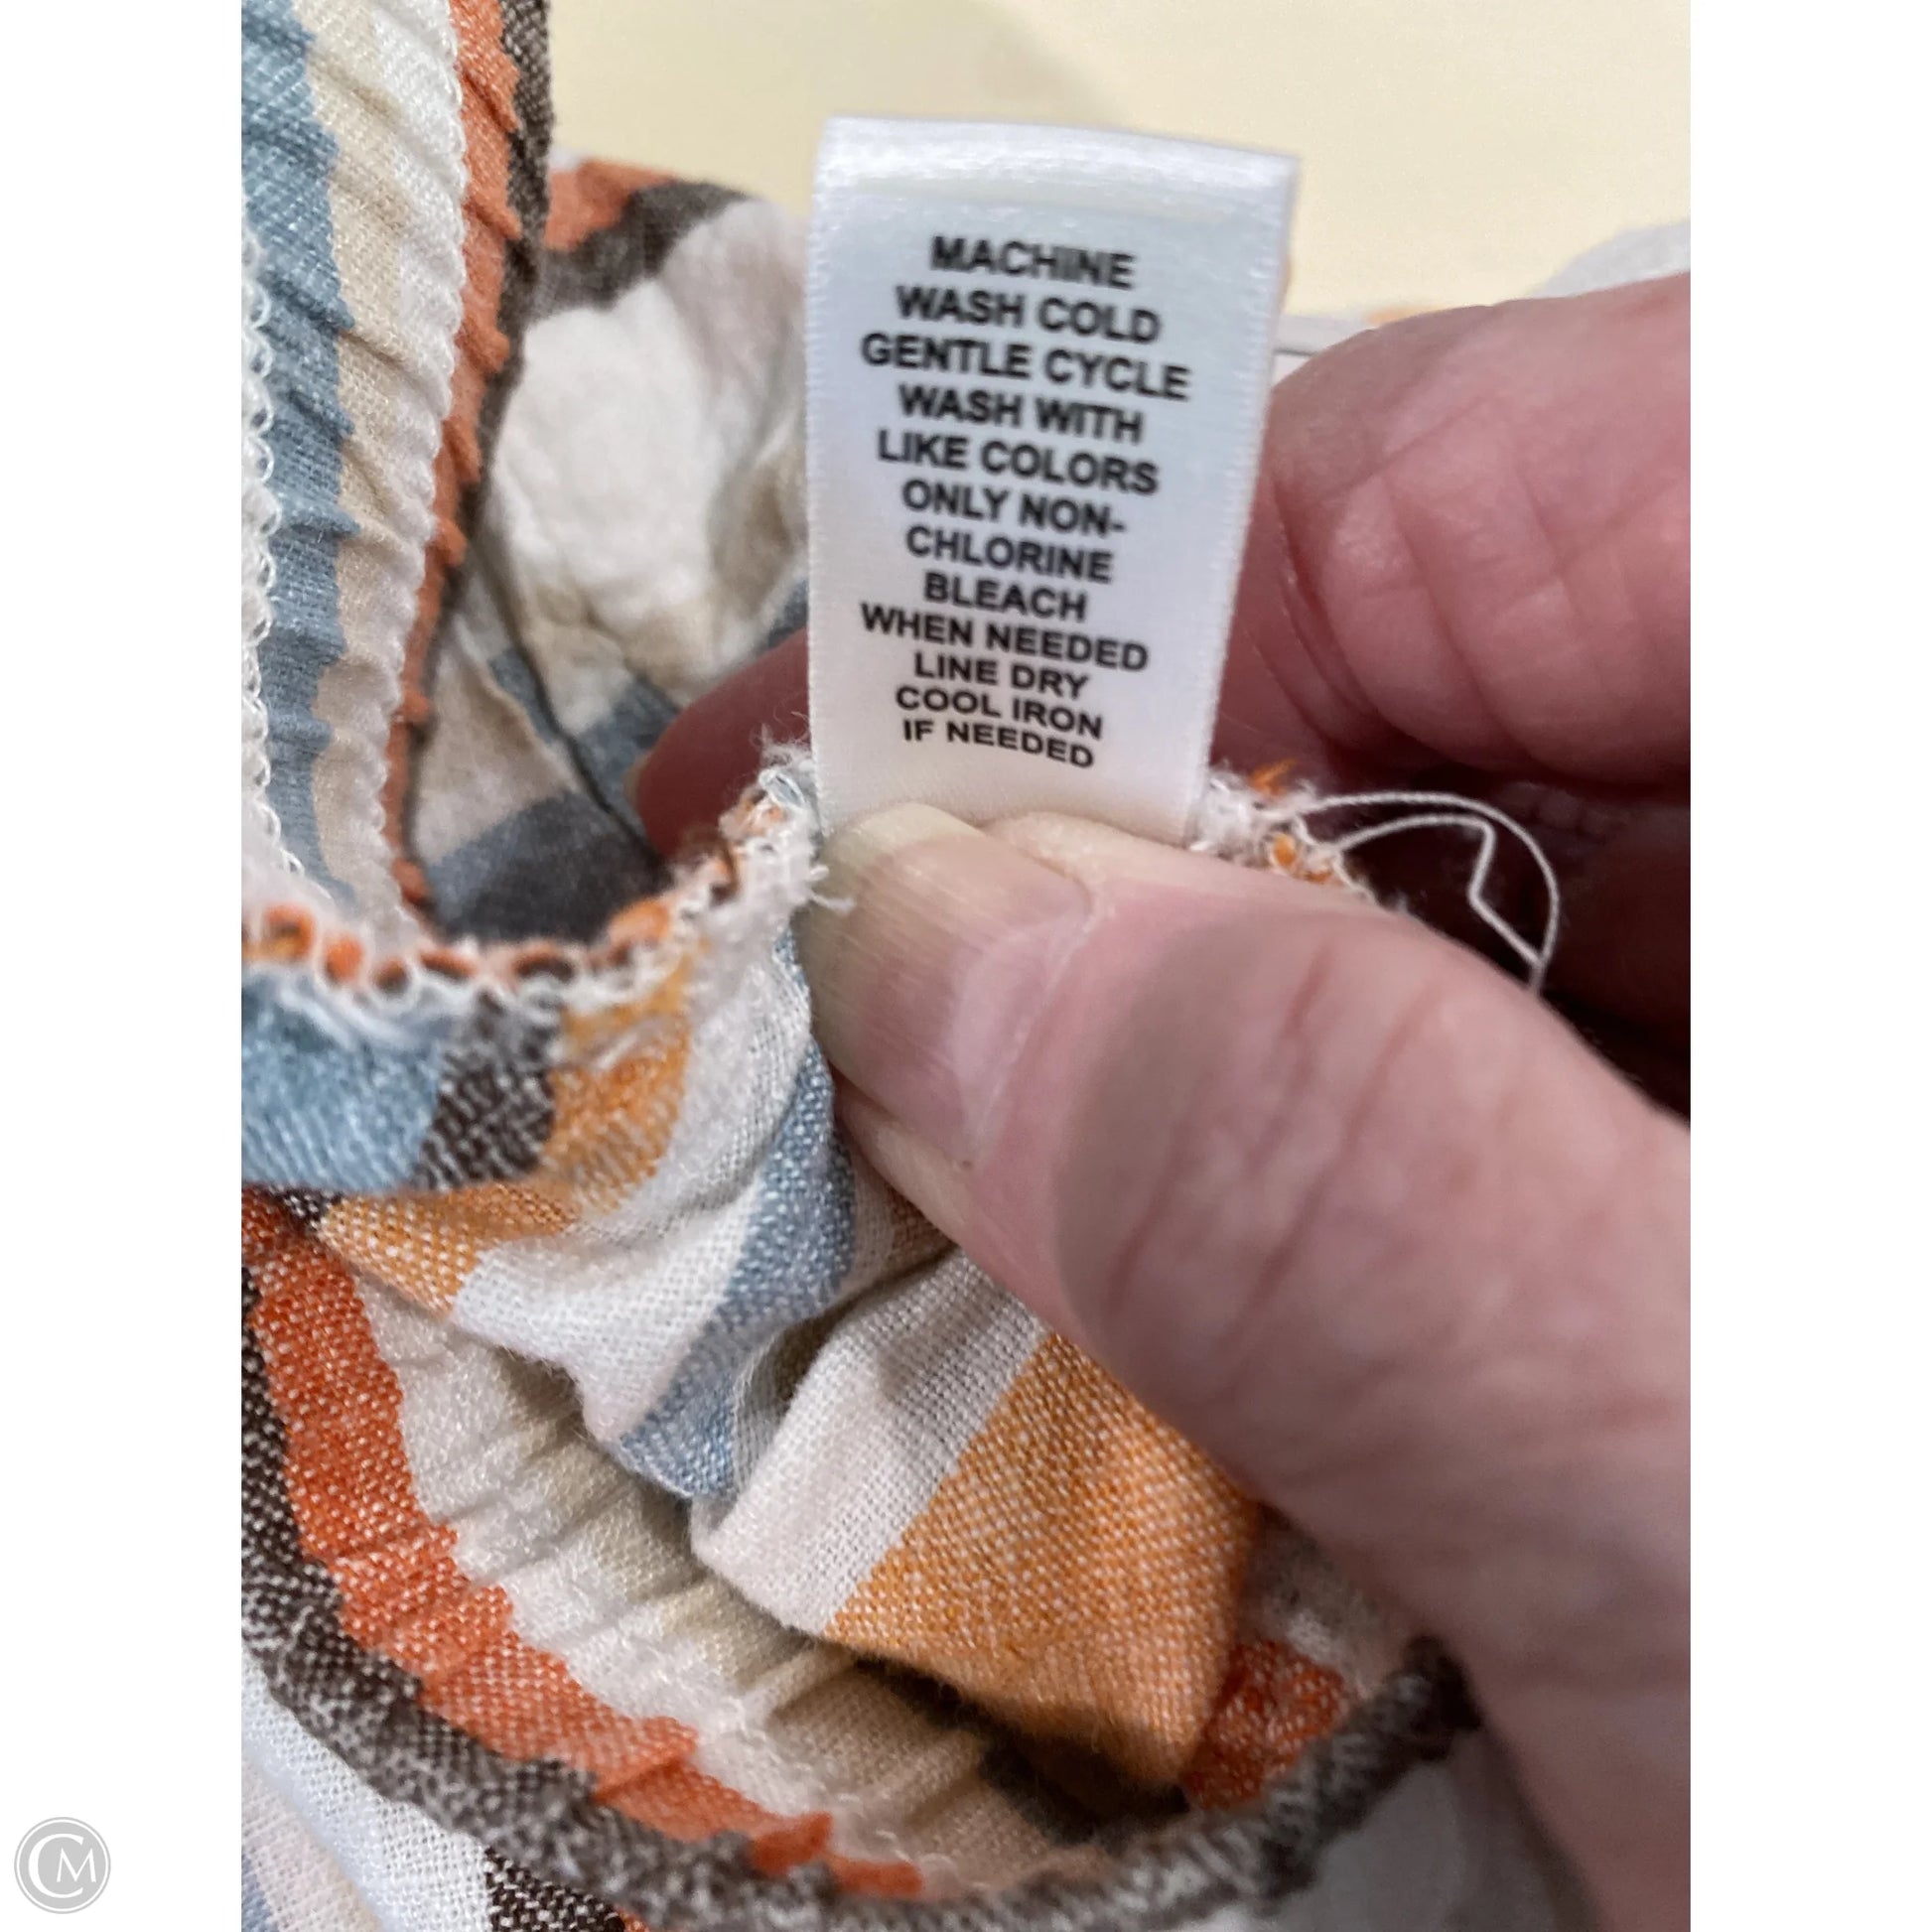 MACHINE
WASH COLD
GENTLE CYCLE
WASH WITH
LIKE COLORS
ONLY NON-
CHLORINE
BLEACH
WHEN NEEDED
LINE DRY
COOL IRON
IF NEEDED
CM